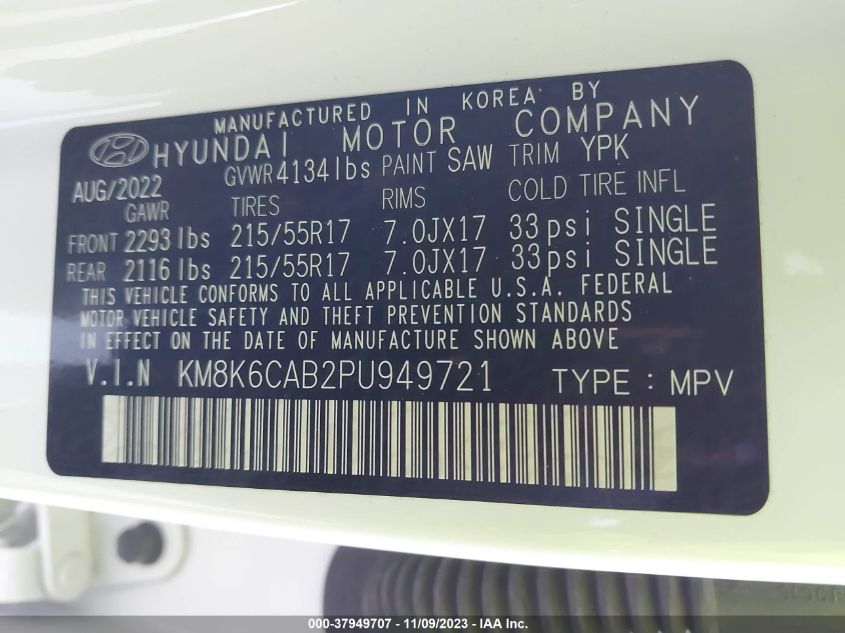 MANUFACTURED IN KOREA BY
HYUNDAI MOTOR COMPANY
AUG/2022 GVWR 4134 lbs PAINT SAW TRIM YPK
GAWR TIRES RIMS COLD TIRE INFL
FRONT 2293 lbs 215/55R17 7.0JX17 33psi SINGLE
REAR 2116 lbs 215/55R17 7.0JX17 33psi SINGLE
THIS VEHICLE CONFORMS TO ALL APPLICABLE U.S.A. FEDERAL
MOTOR VEHICLE SAFETY AND THEFT PREVENTION STANDARDS
IN EFFECT ON THE DATE OF MANUFACTURE SHOWN ABOVE
V.I.N KM8K6CAB2PU949721 TYPE : MPV
000-37949707 - 11/09/2023 - IAA Inc.